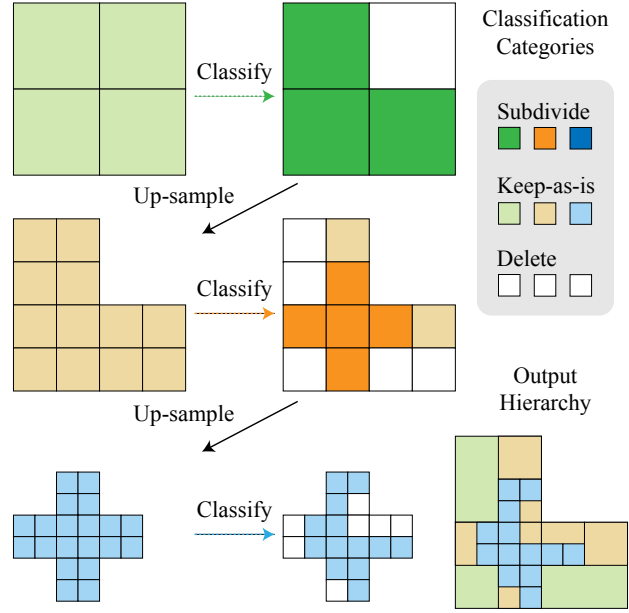 Classification
Categories
Classify
Subdivide
Up-sample
Keep-as-is
Classify
Delete
Output
Hierarchy
Up-sample
Classify